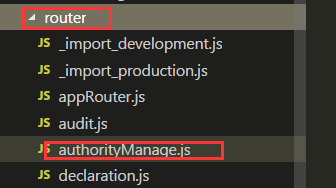 router
JS _import_development.js
JS _import_production.js
JS appRouter.js
JS audit.js
JS authorityManage.js
JS declaration.js